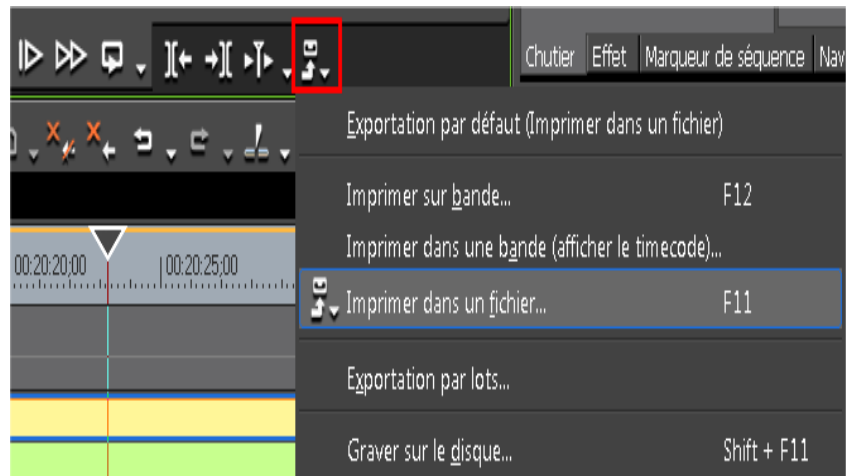 Chutier Effet Marqueur de séquence Nav
Exportation par défaut (Imprimer dans un fichier)
Imprimer sur bande... F12
Imprimer dans une bande (afficher le timecode)...
00:20:20;00 00:20:25;00
Imprimer dans un fichier... F11
Exportation par lots...
Graver sur le disque... Shift + F11